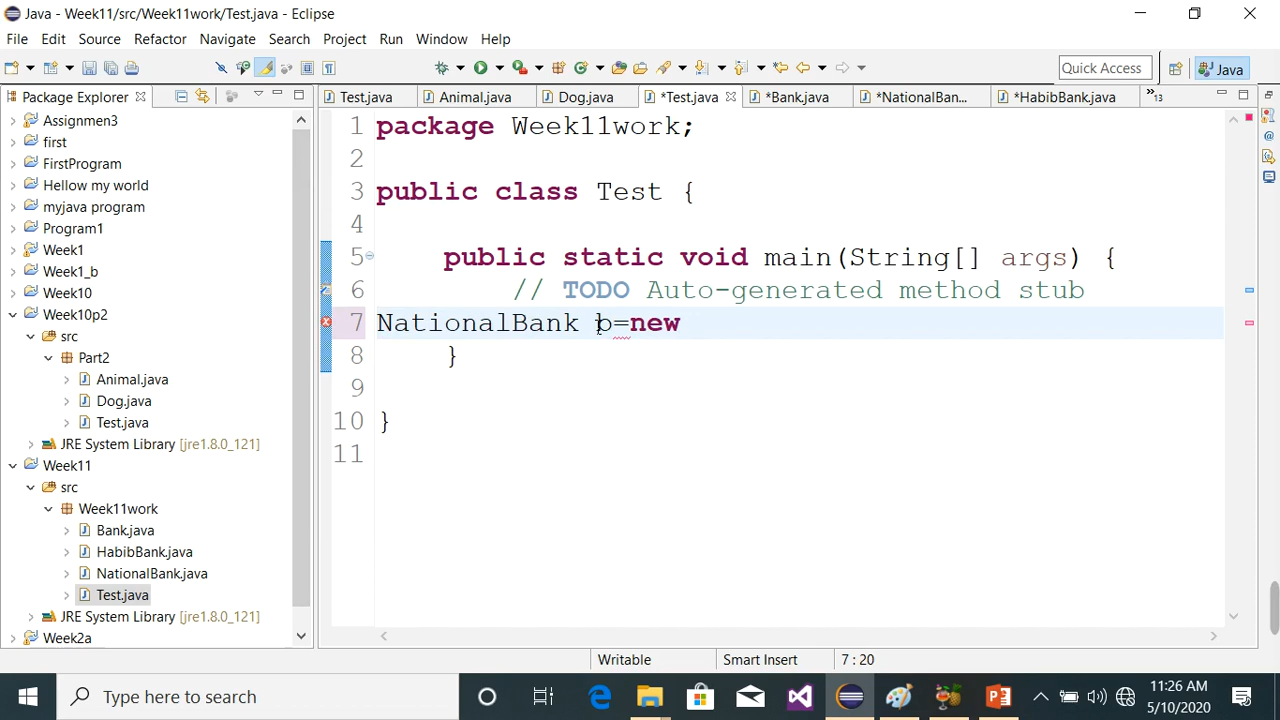 Java - Week11/src/Week11work/Test.java - Eclipse
File Edit Source Refactor Navigate Search Project Run Window Help
Quick Access Java
Package Explorer
Test.java Animal.java Dog.java *Test.java *Bank.java *NationalBan... *HabibBank.java »13
Assignmen3
first
FirstProgram
Hellow my world
myjava program
Program1
Week1
Week1_b
Week10
Week10p2
src
Part2
Animal.java
Dog.java
Test.java
JRE System Library [jre1.8.0_121]
Week11
src
Week11work
Bank.java
HabibBank.java
NationalBank.java
Test.java
JRE System Library [jre1.8.0_121]
Week2a
1 package Week11work;
2
3 public class Test {
4
5 public static void main(String[] args) {
6 // TODO Auto-generated method stub
7 NationalBank b=new
8 }
9
10 }
11
Writable Smart Insert 7 : 20
Type here to search
11:26 AM
5/10/2020